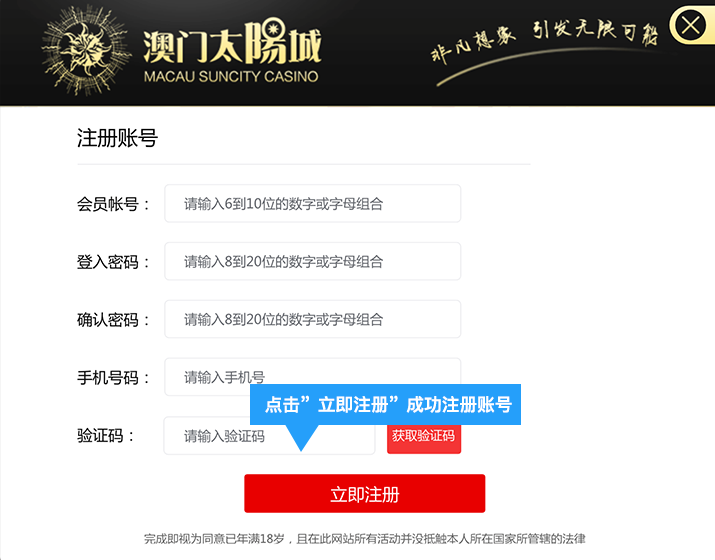 澳门太陽城
MACAU SUNCITY CASINO
非凡想象 引发无限可能
注册账号
会员帐号： 请输入6到10位的数字或字母组合
登入密码： 请输入8到20位的数字或字母组合
确认密码： 请输入8到20位的数字或字母组合
手机号码： 请输入手机号
点击”立即注册”成功注册账号
验证码： 请输入验证码 获取验证码
立即注册
完成即视为同意已年满18岁，且在此网站所有活动并没抵触本人所在国家所管辖的法律